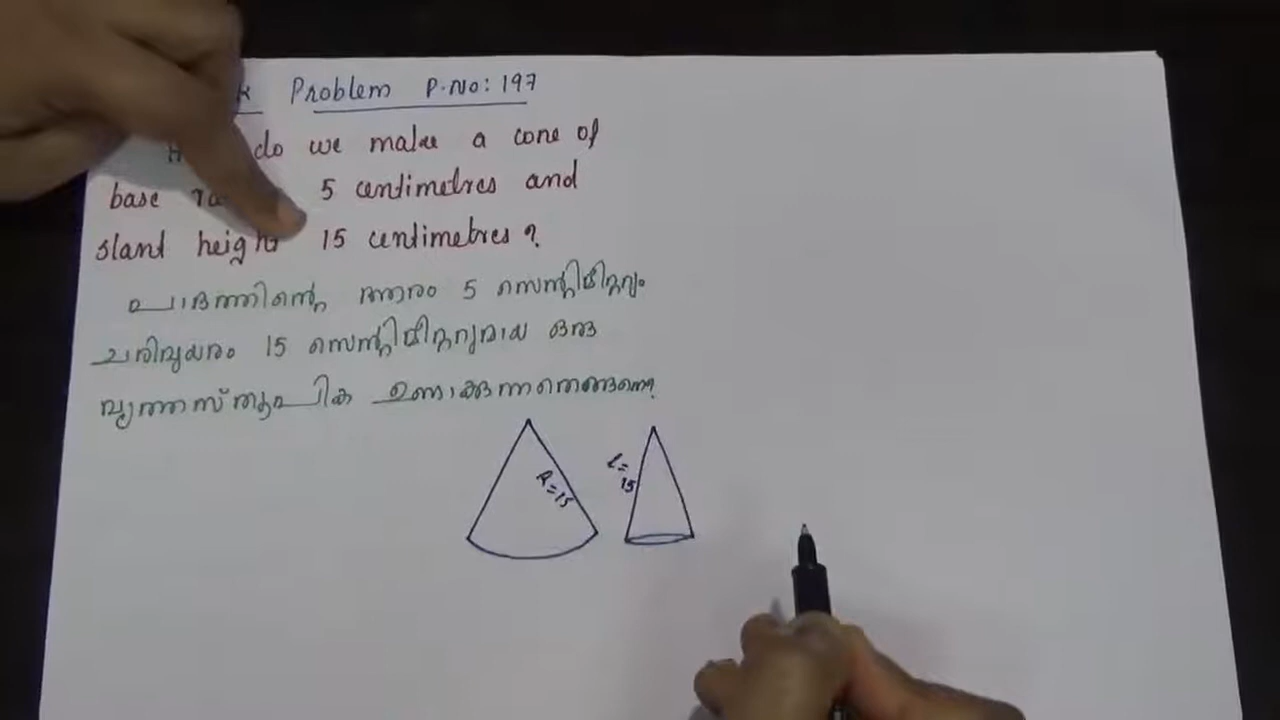 Problem P.No: 197
do we make a cone of
base 5 centimetres and
slant height 15 centimetres ?
പാദത്തിന്റെ ആരം 5 സെന്റിമീറ്ററും
ചരിവുയരം 15 സെന്റിമീറ്ററുമായ ഒരു
വൃത്തസ്തൂപിക ഉണ്ടാക്കുന്നതെങ്ങനെ?
R=15
l=
15